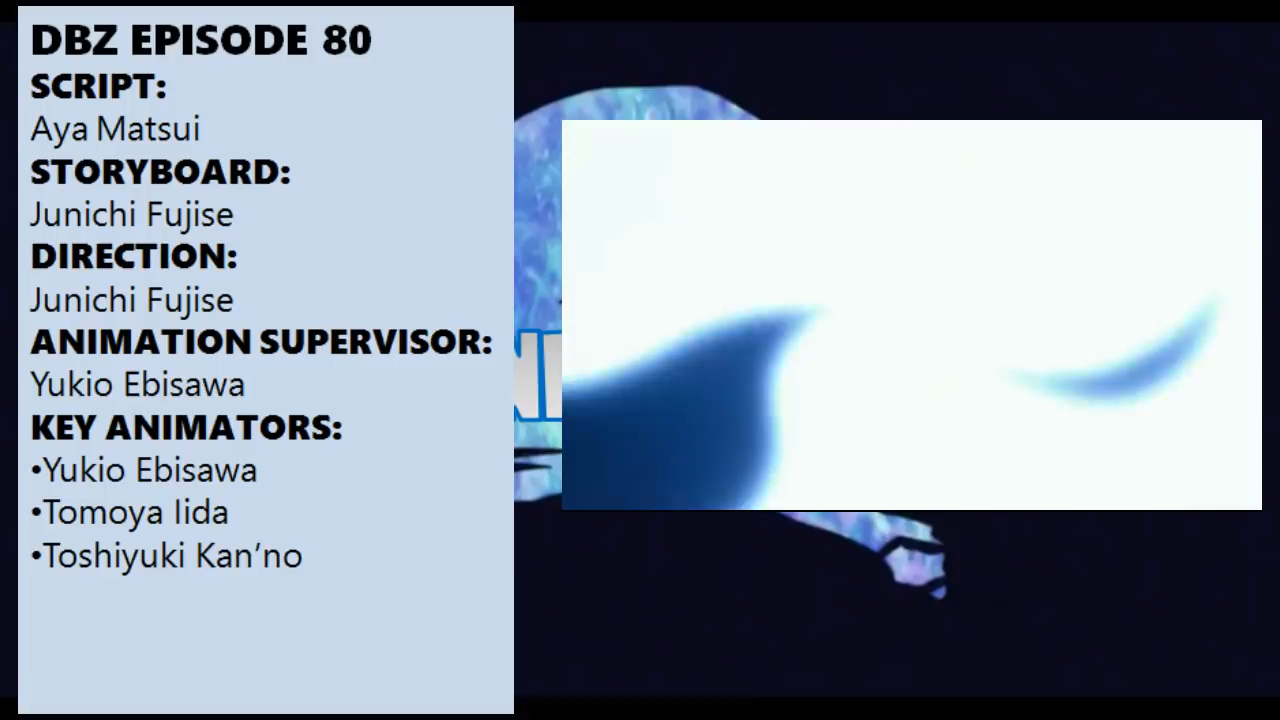 DBZ EPISODE 80
SCRIPT:
Aya Matsui
STORYBOARD:
Junichi Fujise
DIRECTION:
Junichi Fujise
ANIMATION SUPERVISOR:
Yukio Ebisawa
KEY ANIMATORS:
•Yukio Ebisawa
•Tomoya Iida
•Toshiyuki Kan’no